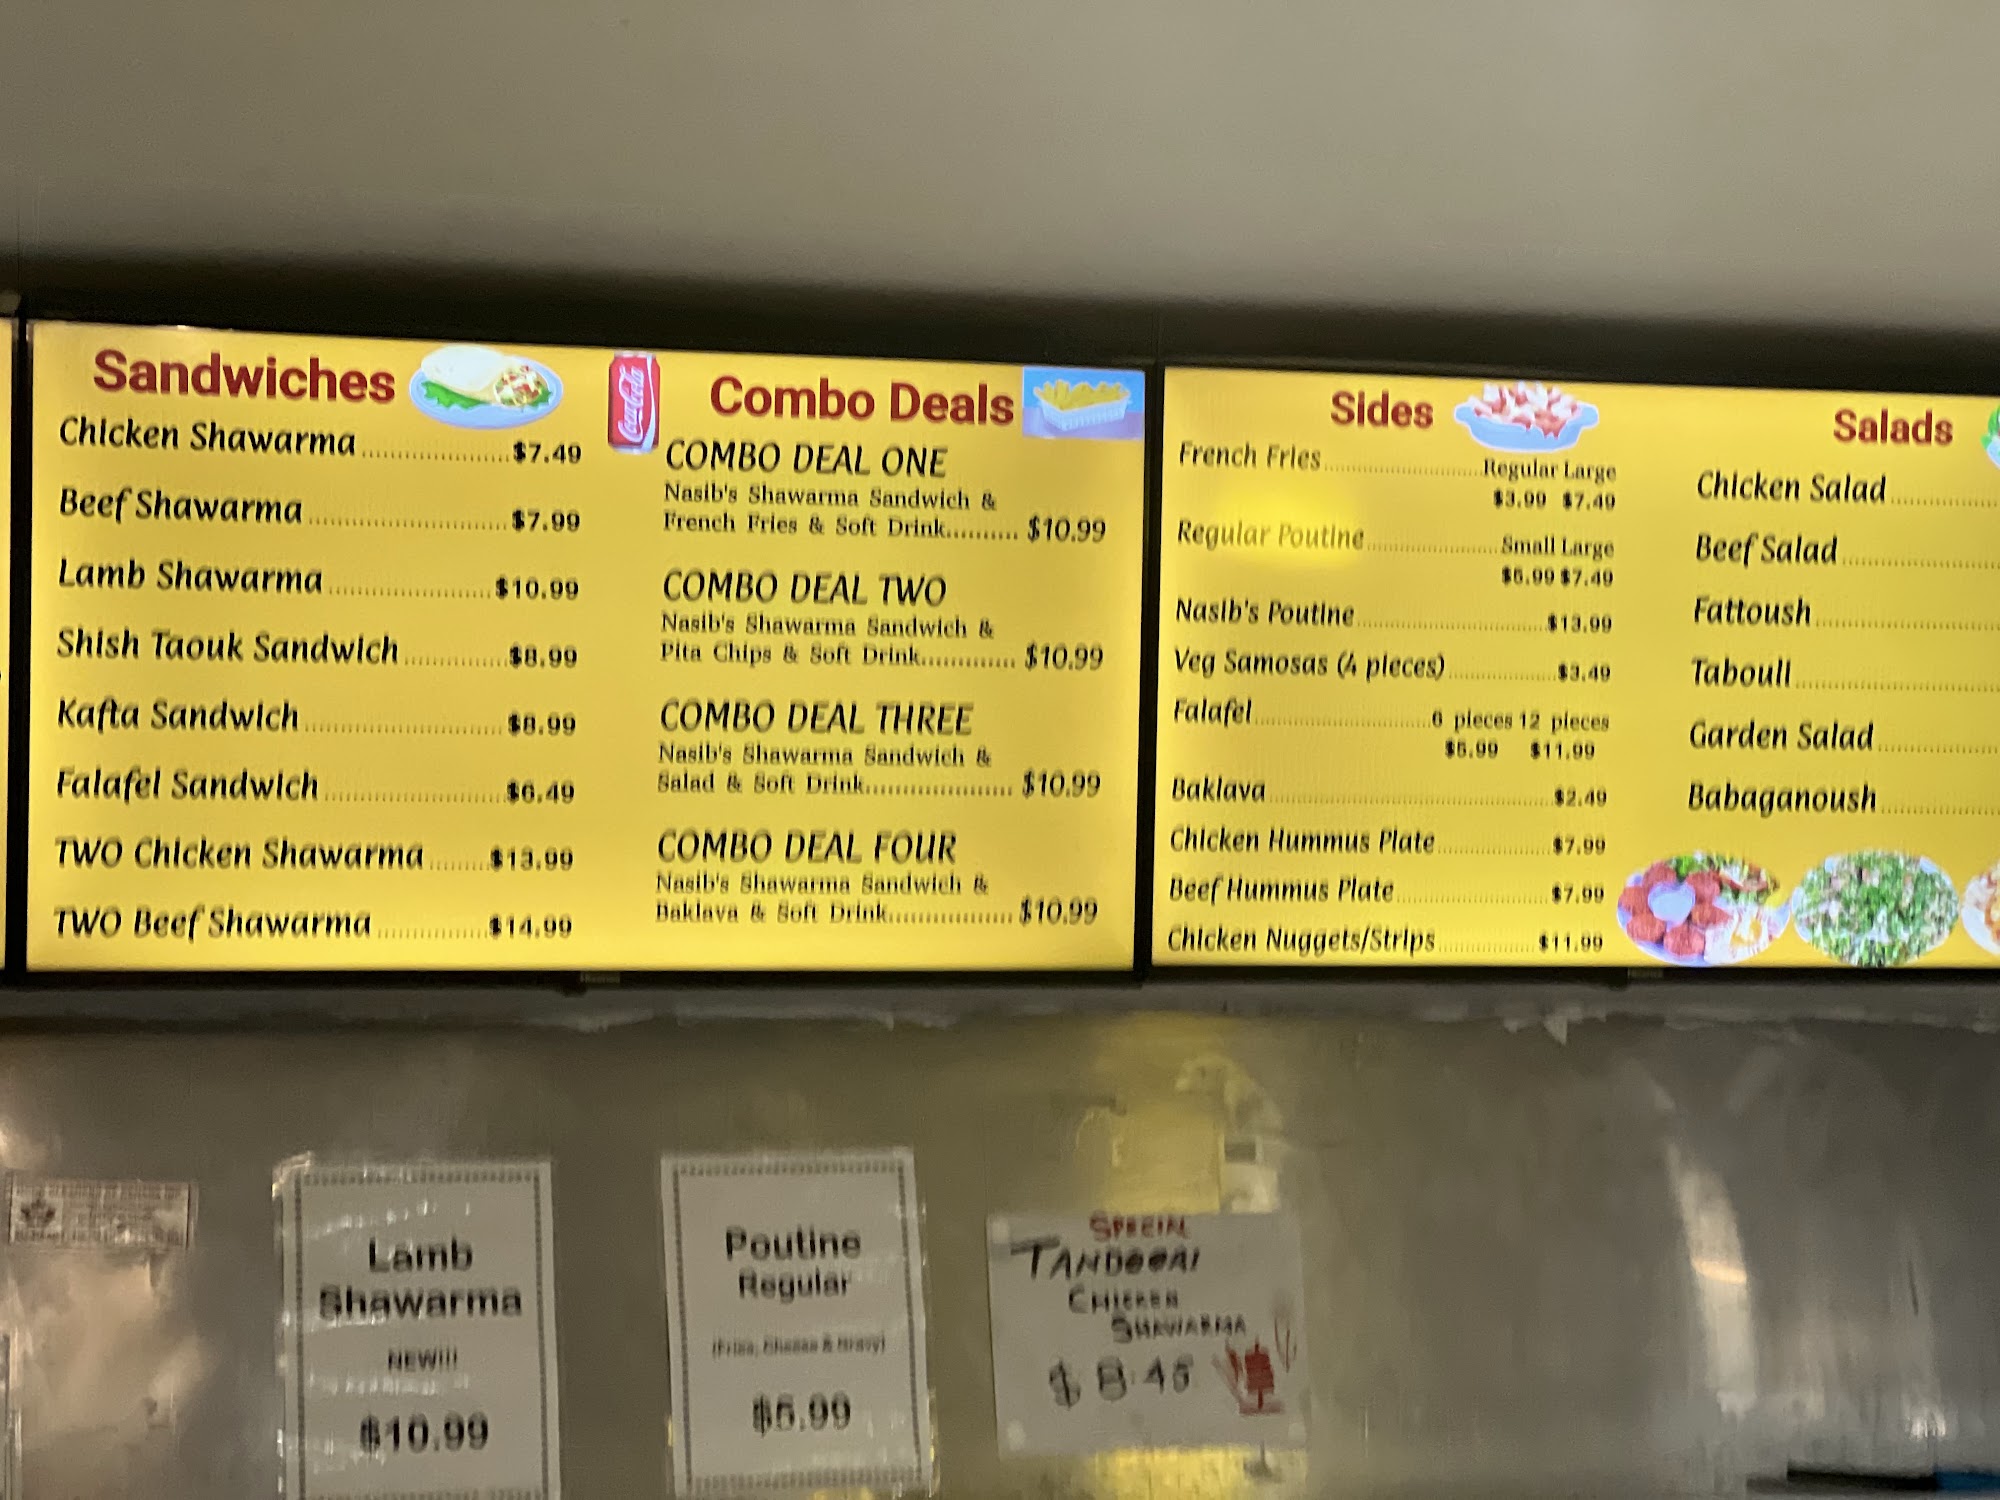 Sandwiches
Chicken Shawarma $7.49
Beef Shawarma $7.99
Lamb Shawarma $10.99
Shish Taouk Sandwich $8.99
Kafta Sandwich $8.99
Falafel Sandwich $6.49
TWO Chicken Shawarma $13.99
TWO Beef Shawarma $14.99
Coca-Cola
Combo Deals
COMBO DEAL ONE
Nasib's Shawarma Sandwich &
French Fries & Soft Drink.......... $10.99
COMBO DEAL TWO
Nasib's Shawarma Sandwich &
Pita Chips & Soft Drink............. $10.99
COMBO DEAL THREE
Nasib's Shawarma Sandwich &
Salad & Soft Drink..................... $10.99
COMBO DEAL FOUR
Nasib's Shawarma Sandwich &
Baklava & Soft Drink.................. $10.99
Sides
French Fries Regular Large
$3.99 $7.49
Regular Poutine Small Large
$7.49
Nasib's Poutine $13.99
Veg Samosas (4 pieces) $3.49
Falafel 6 pieces 12 pieces
$11.99
Baklava $2.49
Chicken Hummus Plate $7.99
Beef Hummus Plate $7.99
Chicken Nuggets/Strips $11.99
Salads
Chicken Salad
Beef Salad
Fattoush
Tabouli
Garden Salad
Babaganoush
Lamb
Shawarma
NEW!!!
$10.99
Poutine
Regular
(Fries, Cheese & Gravy)
SPECIAL
TANDOORI
CHICKEN
SHAWARMA